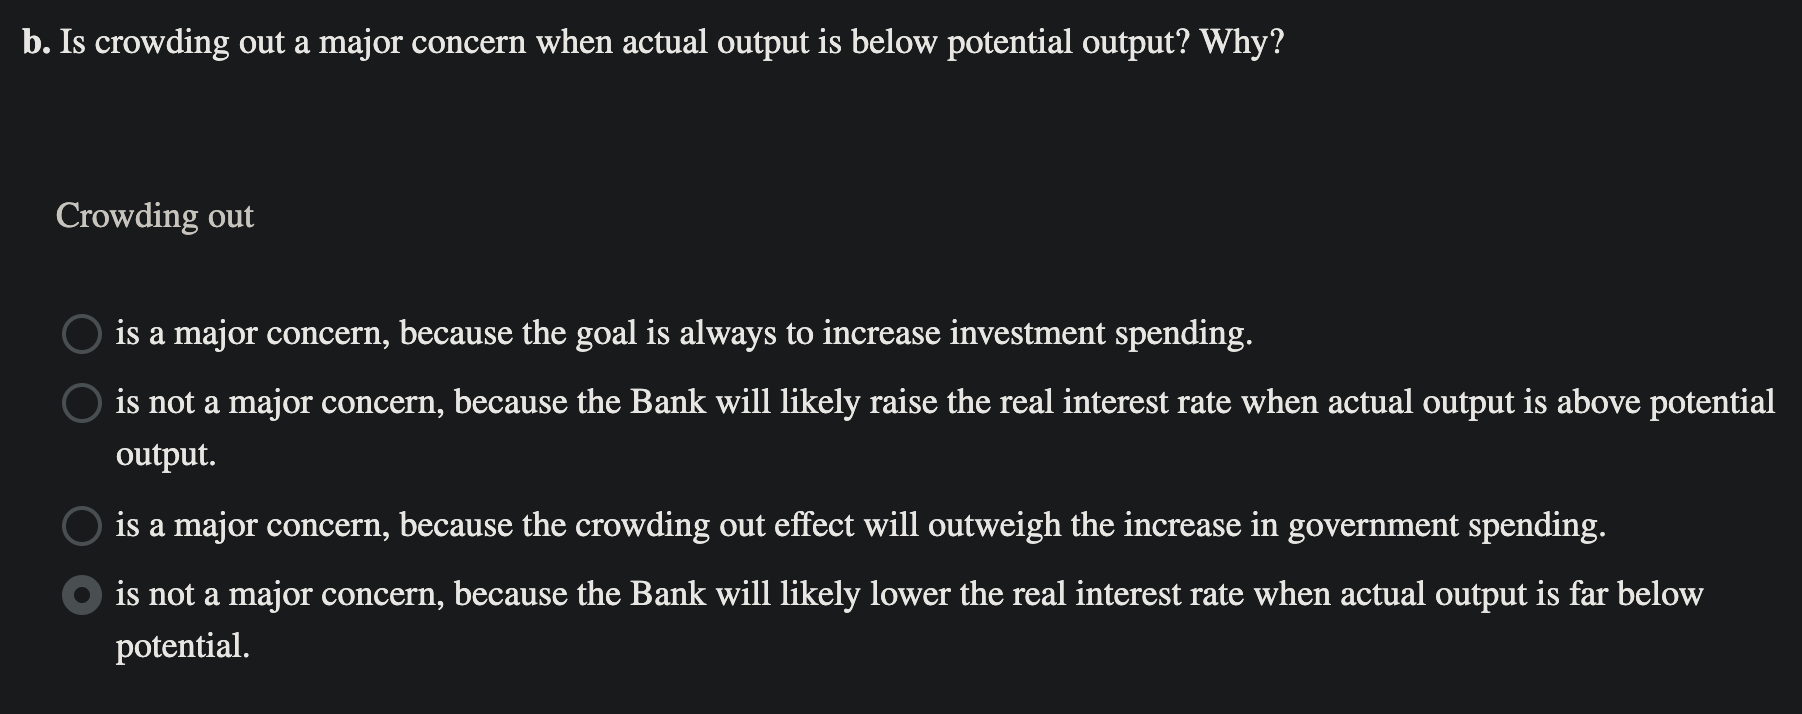 b. Is crowding out a major concern when actual output is below potential output? Why?
Crowding out
is a major concern, because the goal is always to increase investment spending.
is not a major concern, because the Bank will likely raise the real interest rate when actual output is above potential
output.
is a major concern, because the crowding out effect will outweigh the increase in government spending.
is not a major concern, because the Bank will likely lower the real interest rate when actual output is far below
potential.